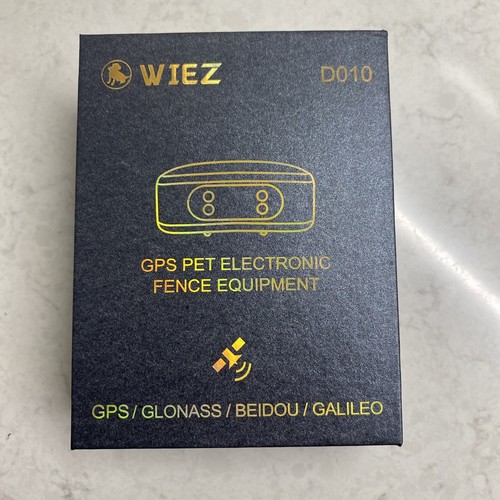 WIEZ D010
GPS PET ELECTRONIC
FENCE EQUIPMENT
GPS / GLONASS / BEIDOU / GALILEO